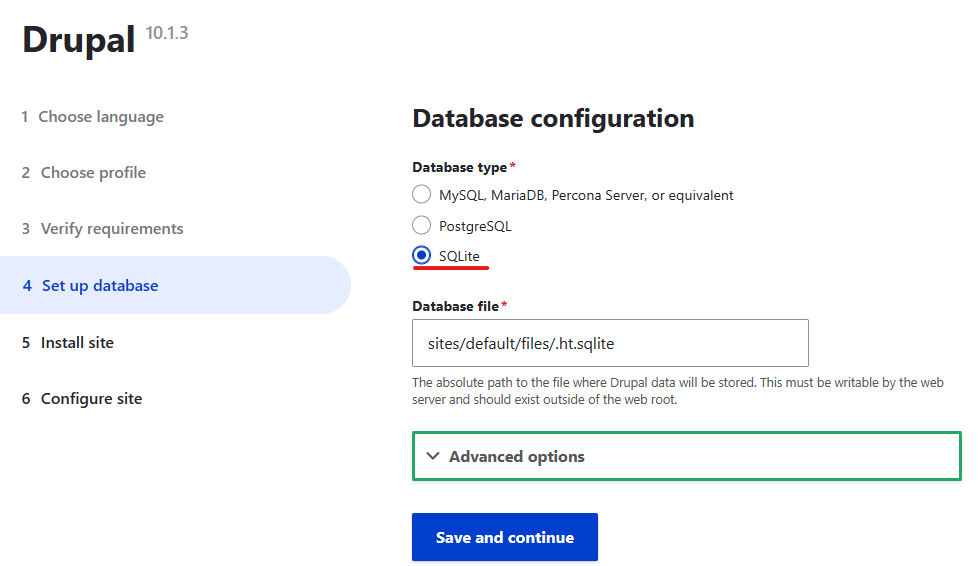 Drupal 10.1.3
1 Choose language
2 Choose profile
3 Verify requirements
4 Set up database
5 Install site
6 Configure site
Database configuration
Database type*
MySQL, MariaDB, Percona Server, or equivalent
PostgreSQL
SQLite
Database file*
sites/default/files/.ht.sqlite
The absolute path to the file where Drupal data will be stored. This must be writable by the web
server and should exist outside of the web root.
Advanced options
Save and continue